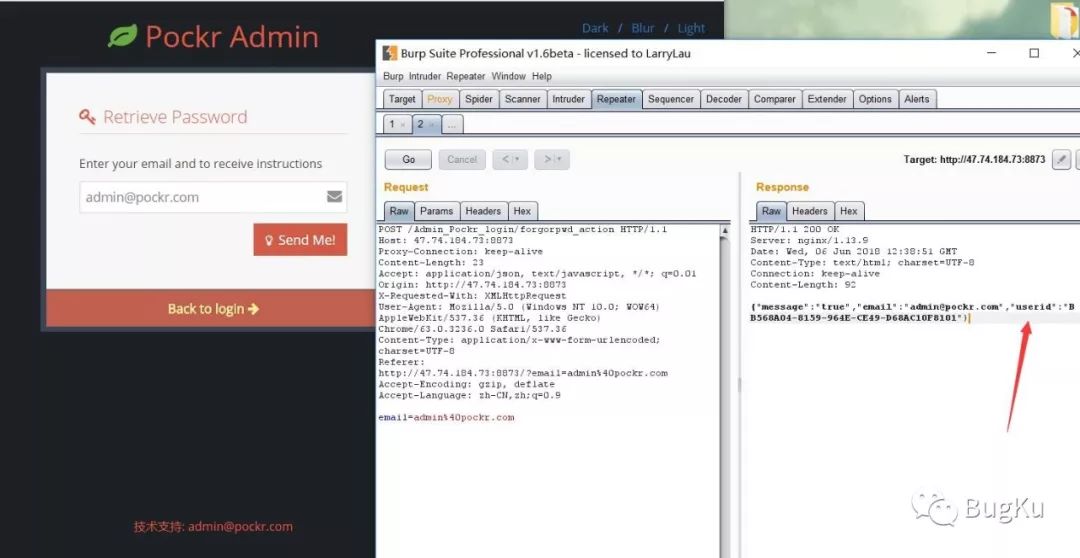 Pockr Admin
Dark / Blur / Light
Retrieve Password
Enter your email and to receive instructions
admin@pockr.com
Send Me!
Back to login
技术支持: admin@pockr.com
Burp Suite Professional v1.6beta - licensed to LarryLau
Burp Intruder Repeater Window Help
Target Proxy Spider Scanner Intruder Repeater Sequencer Decoder Comparer Extender Options Alerts
1 × 2 × ...
Go Cancel < > Target: http://47.74.184.73:8873
Request
Raw Params Headers Hex
POST /Admin_Pockr_login/forgorpwd_action HTTP/1.1
Host: 47.74.184.73:8873
Proxy-Connection: keep-alive
Content-Length: 23
Accept: application/json, text/javascript, */*; q=0.01
Origin: http://47.74.184.73:8873
X-Requested-With: XMLHttpRequest
User-Agent: Mozilla/5.0 (Windows NT 10.0; WOW64)
AppleWebKit/537.36 (KHTML, like Gecko)
Chrome/63.0.3236.0 Safari/537.36
Content-Type: application/x-www-form-urlencoded;
charset=UTF-8
Referer:
http://47.74.184.73:8873/?email=admin%40pockr.com
Accept-Encoding: gzip, deflate
Accept-Language: zh-CN,zh;q=0.9
email=admin%40pockr.com
Response
Raw Headers Hex
HTTP/1.1 200 OK
Server: nginx/1.13.9
Date: Wed, 06 Jun 2018 12:38:51 GMT
Content-Type: text/html; charset=UTF-8
Connection: keep-alive
Content-Length: 92
{"message":"true","email":"admin@pockr.com","userid":"B
B568A04-8159-964E-CE49-D68AC10F8101"}
BugKu